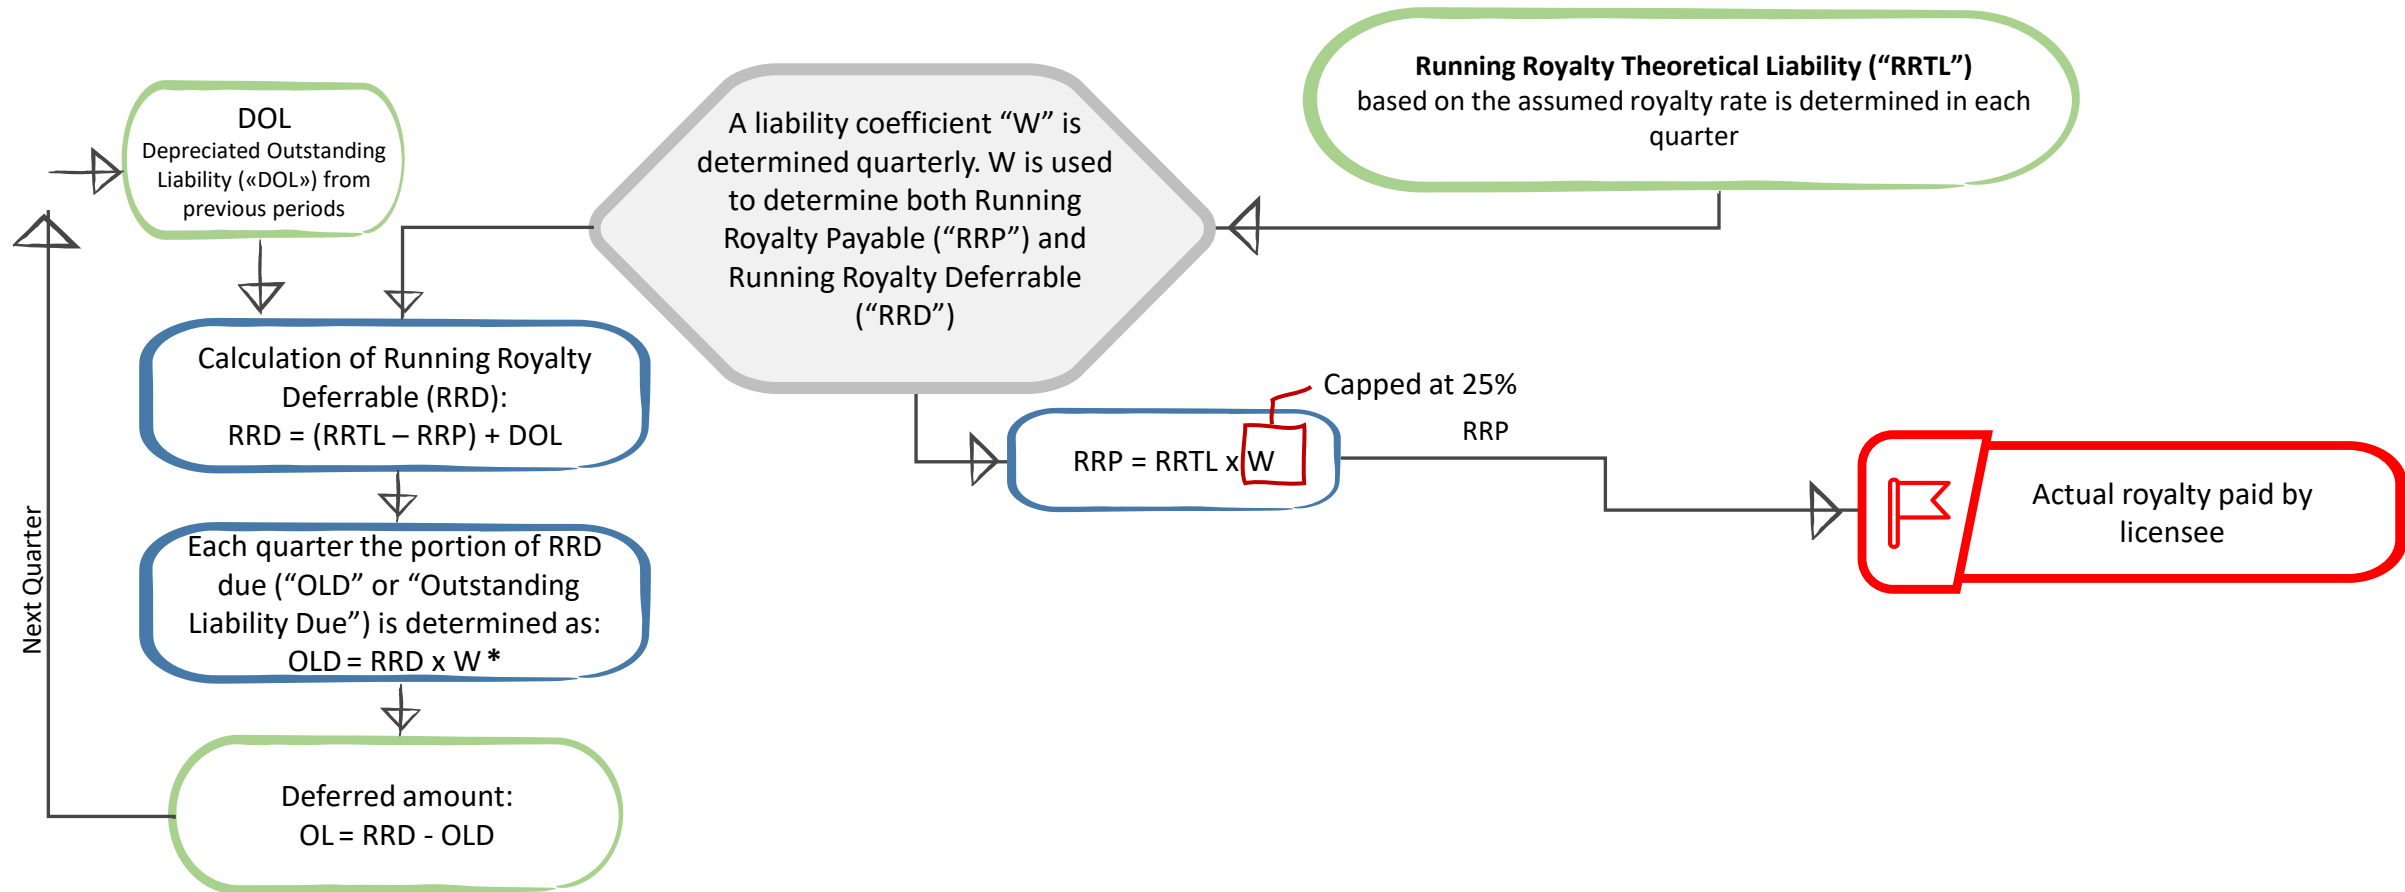 DOL
Depreciated Outstanding
Liability («DOL») from
previous periods
A liability coefficient “W” is
determined quarterly. W is used
to determine both Running
Royalty Payable (“RRP”) and
Running Royalty Deferrable
(“RRD”)
Running Royalty Theoretical Liability (“RRTL”)
based on the assumed royalty rate is determined in each
quarter
Calculation of Running Royalty
Deferrable (RRD):
RRD = (RRTL – RRP) + DOL
Capped at 25%
RRP = RRTL x W
RRP
Actual royalty paid by
licensee
Each quarter the portion of RRD
due (“OLD” or “Outstanding
Liability Due”) is determined as:
OLD = RRD x W *
Next Quarter
Deferred amount:
OL = RRD - OLD